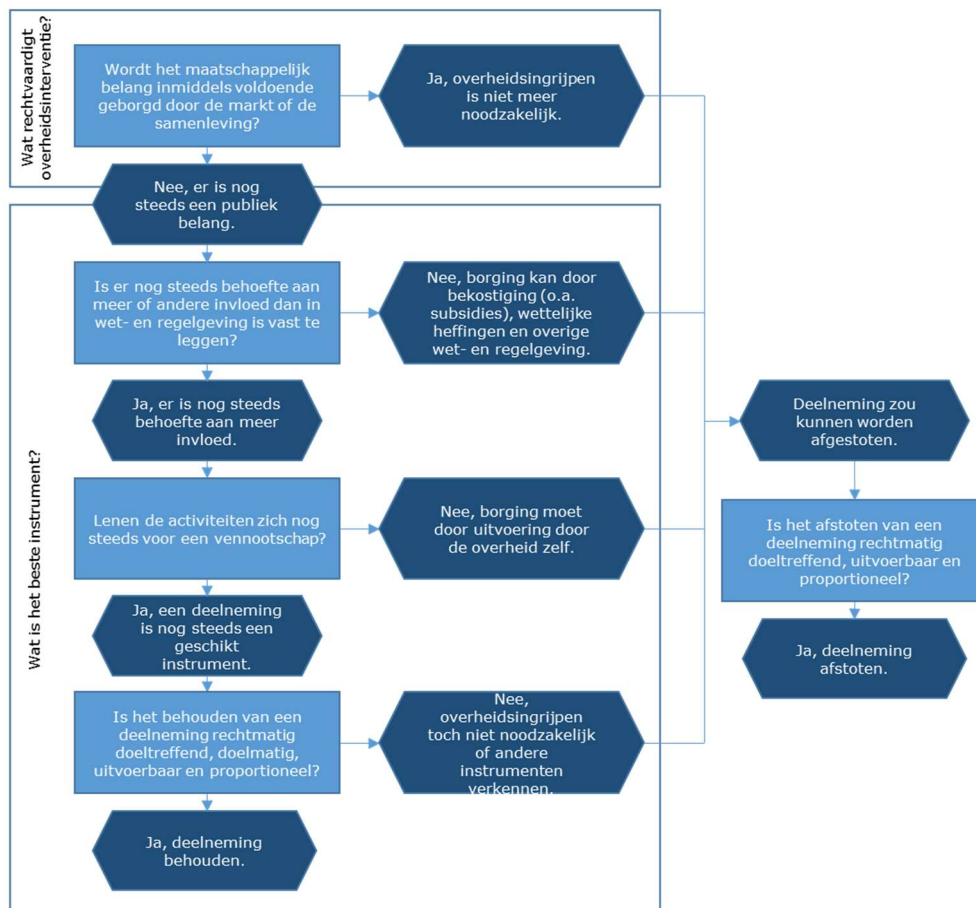 Wat rechtvaardigt
overheidsinterventie?
Wordt het maatschappelijk
belang inmiddels voldoende
geborgd door de markt of de
samenleving?
Ja, overheidsingrijpen
is niet meer
noodzakelijk.
Nee, er is nog
steeds een publiek
belang.
Wat is het beste instrument?
Is er nog steeds behoefte aan
meer of andere invloed dan in
wet- en regelgeving is vast te
leggen?
Nee, borging kan door
bekostiging (o.a.
subsidies), wettelijke
heffingen en overige
wet- en regelgeving.
Ja, er is nog steeds
behoefte aan meer
invloed.
Lenen de activiteiten zich nog
steeds voor een vennootschap?
Nee, borging moet
door uitvoering door
de overheid zelf.
Ja, een deelneming
is nog steeds een
geschikt
instrument.
Is het behouden van een
deelneming rechtmatig
doeltreffend, doelmatig,
uitvoerbaar en proportioneel?
Nee,
overheidsingrijpen
toch niet noodzakelijk
of andere
instrumenten
verkennen.
Ja, deelneming
behouden.
Deelneming zou
kunnen worden
afgestoten.
Is het afstoten van een
deelneming rechtmatig
doeltreffend, uitvoerbaar en
proportioneel?
Ja, deelneming
afstoten.